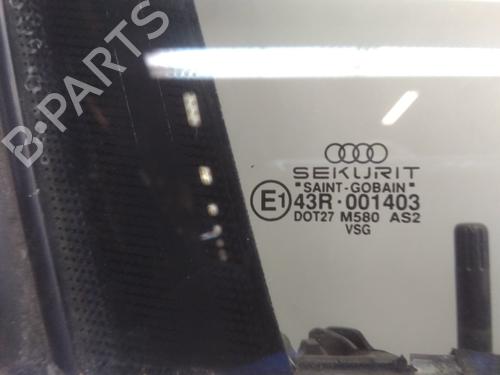 B-PARTS
SEKURIT
"SAINT-GOBAIN"
E1 43R-001403
DOT27 M580 AS2
VSG